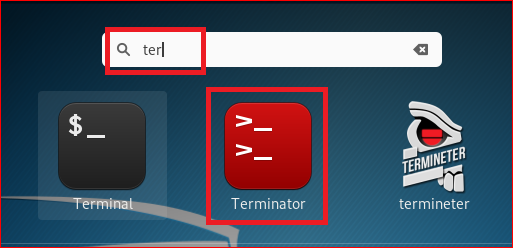 ter
$_
>_
>_
TERMINETER
Terminal
Terminator
termineter